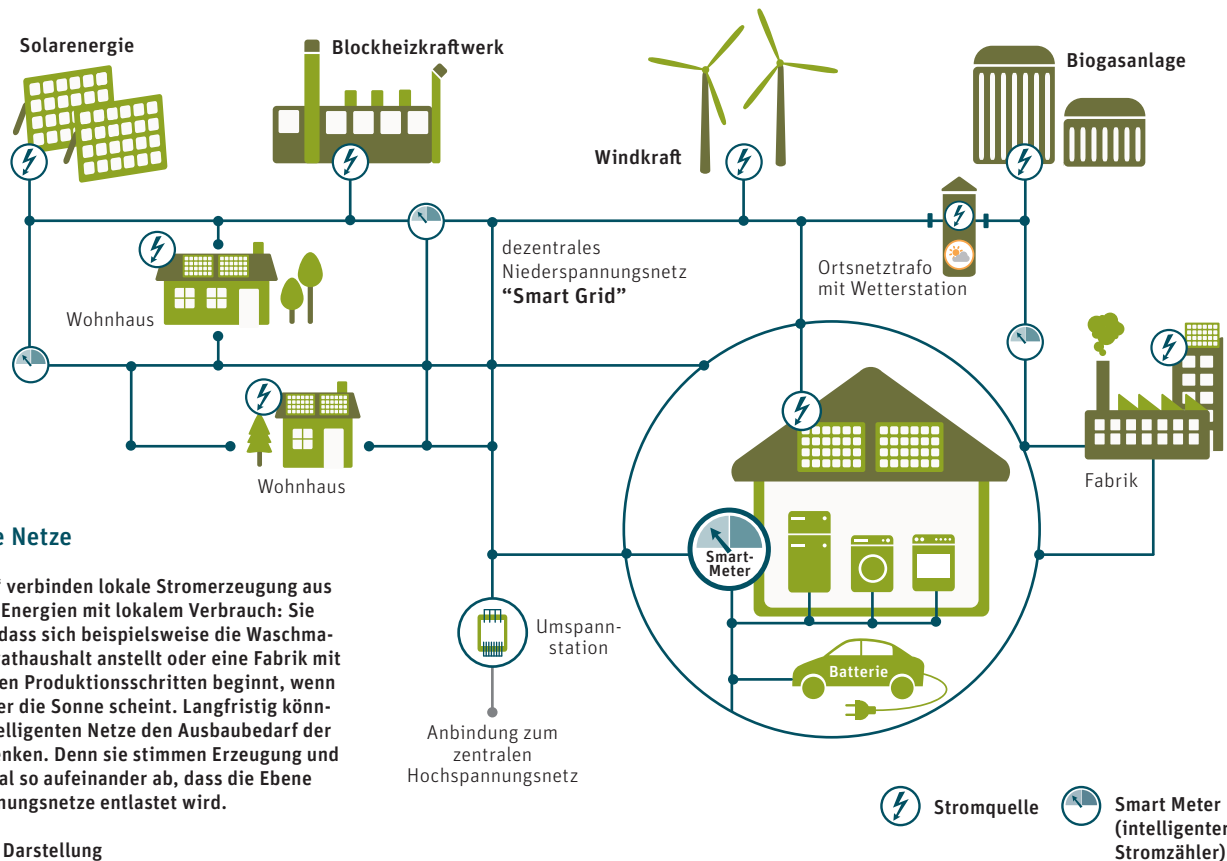 Solarenergie
Blockheizkraftwerk
Windkraft
Biogasanlage
dezentrales
Niederspannungsnetz
“Smart Grid”
Ortsnetztrafo
mit Wetterstation
Wohnhaus
Wohnhaus
Fabrik
Smart-
Meter
Batterie
Umspann-
station
Anbindung zum
zentralen
Hochspannungsnetz
e Netze
verbinden lokale Stromerzeugung aus
Energien mit lokalem Verbrauch: Sie
dass sich beispielsweise die Waschma-
athaushalt anstellt oder eine Fabrik mit
en Produktionsschritten beginnt, wenn
er die Sonne scheint. Langfristig könn-
elligenten Netze den Ausbaubedarf der
enken. Denn sie stimmen Erzeugung und
al so aufeinander ab, dass die Ebene
nungsnetze entlastet wird.
Darstellung
Stromquelle
Smart Meter
(intelligenter
Stromzähler)